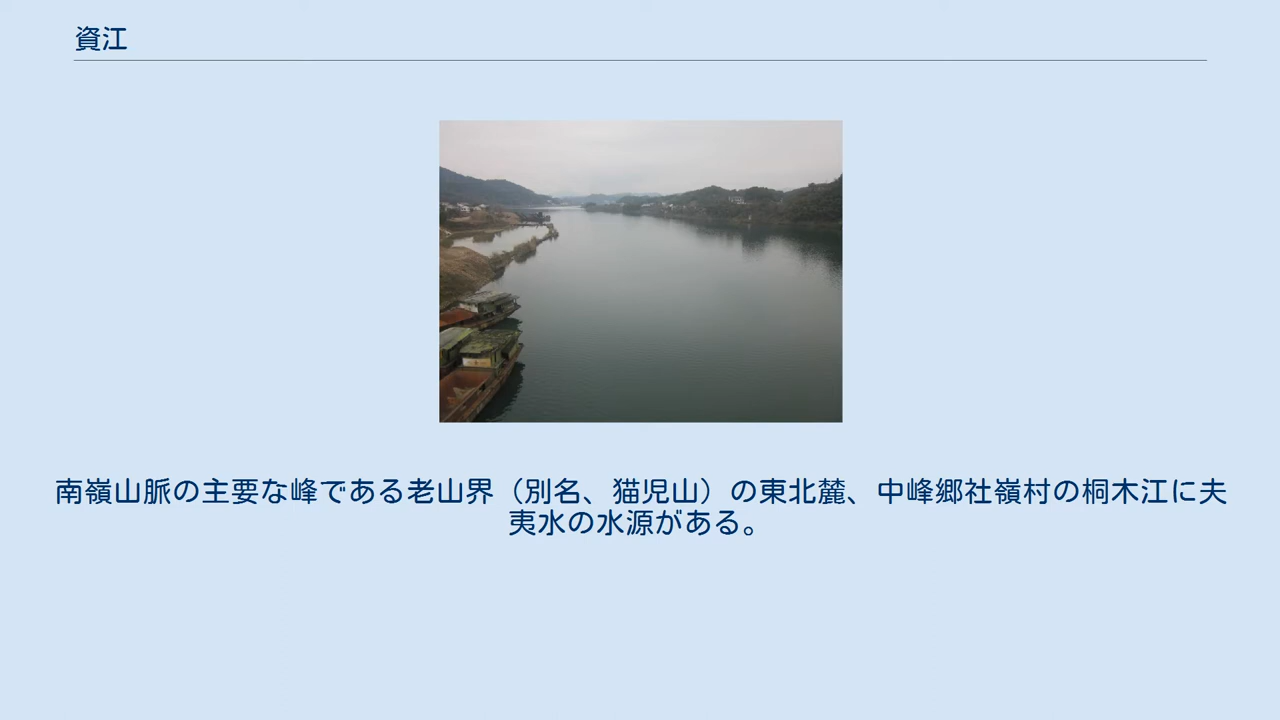 資江
南嶺山脈の主要な峰である老山界（別名、猫児山）の東北麓、中峰郷社嶺村の桐木江に夫
夷水の水源がある。